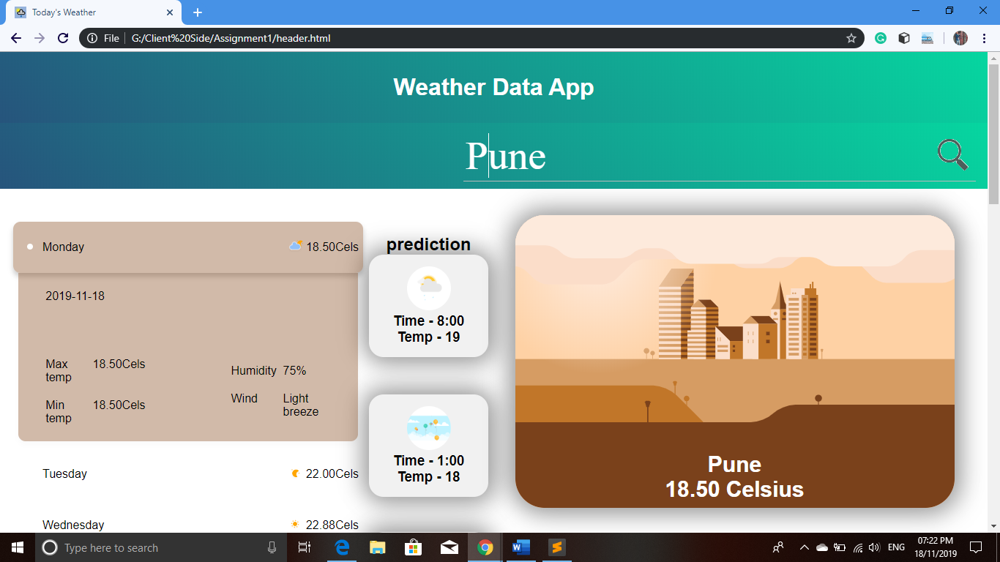 Today's Weather
File G:/Client%20Side/Assignment1/header.html
Weather Data App
Pune
Monday 18.50Cels
2019-11-18
Max temp 18.50Cels
Min temp 18.50Cels
Humidity 75%
Wind Light breeze
Tuesday 22.00Cels
Wednesday 22.88Cels
prediction
Time - 8:00
Temp - 19
Time - 1:00
Temp - 18
Pune
18.50 Celsius
Type here to search
ENG
07:22 PM
18/11/2019